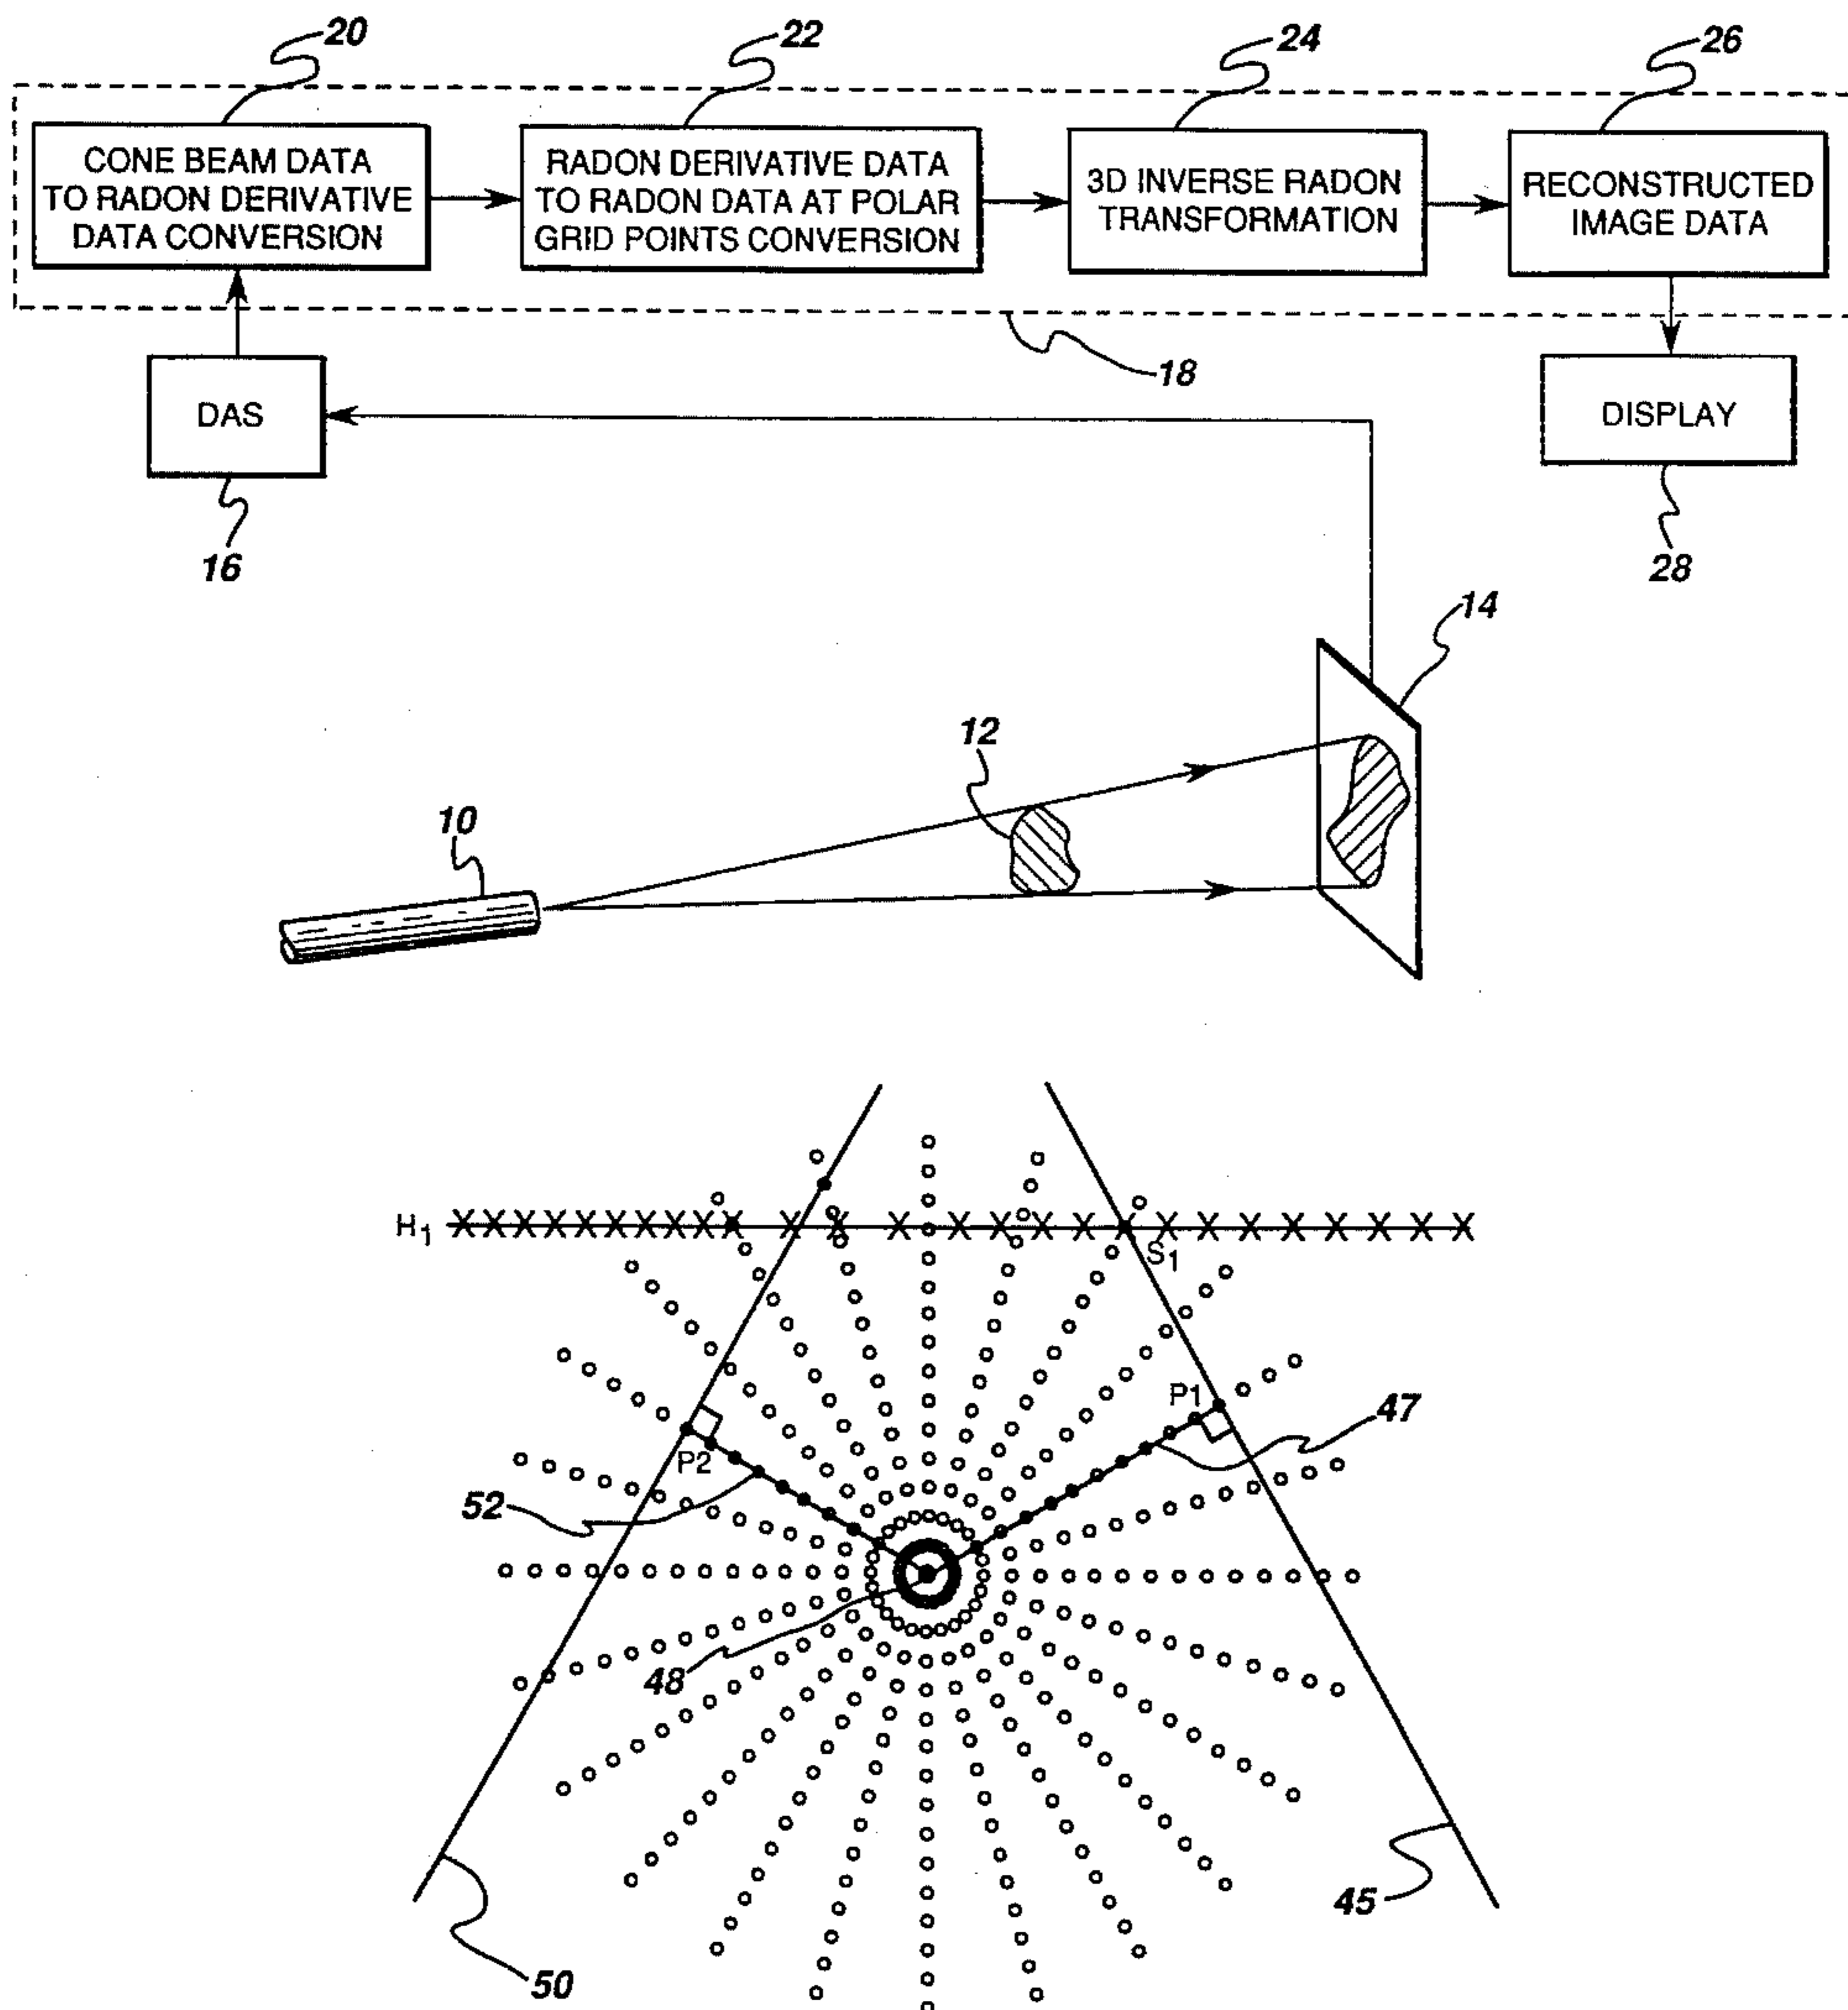 20
22
24
26
CONE BEAM DATA
TO RADON DERIVATIVE
DATA CONVERSION
RADON DERIVATIVE DATA
TO RADON DATA AT POLAR
GRID POINTS CONVERSION
3D INVERSE RADON
TRANSFORMATION
RECONSTRUCTED
IMAGE DATA
18
DAS
DISPLAY
16
28
14
12
10
H1
S1
P1
47
P2
52
48
45
50